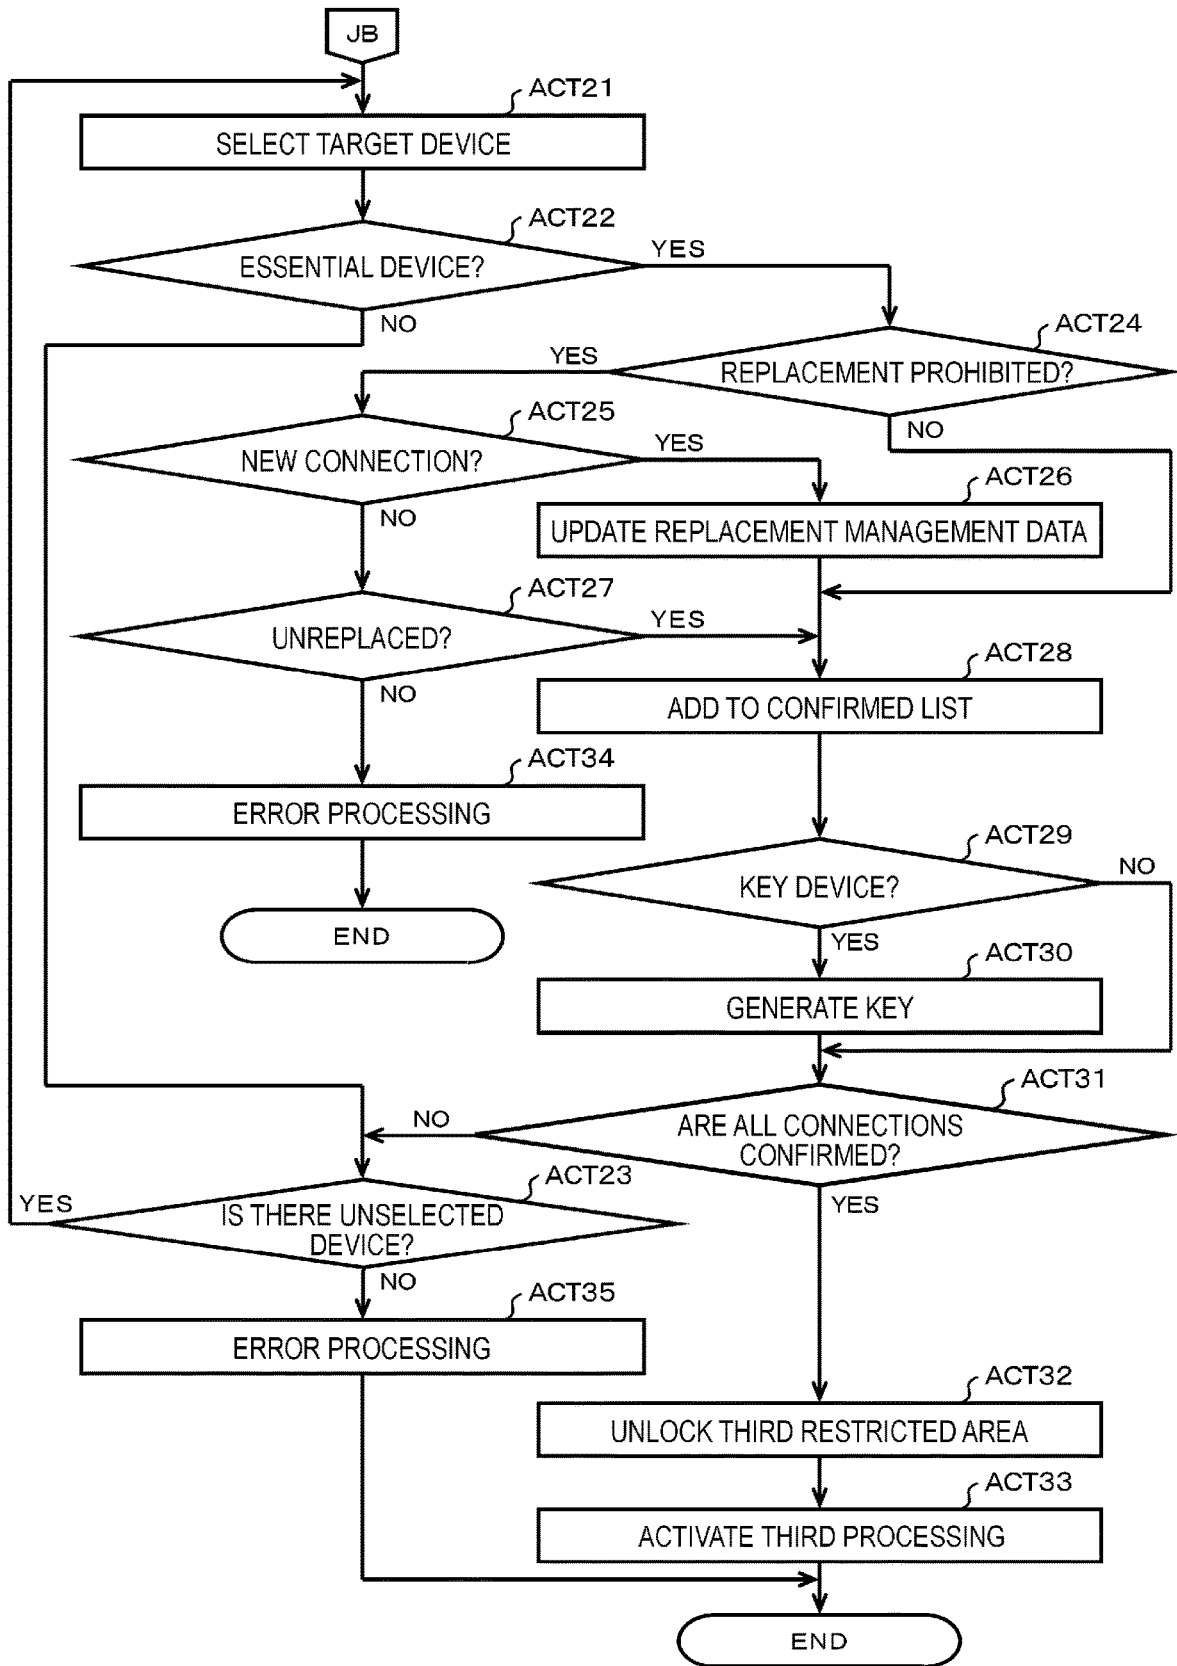 JB
ACT21
SELECT TARGET DEVICE
ACT22
ESSENTIAL DEVICE?
YES
NO
ACT24
REPLACEMENT PROHIBITED?
YES
NO
ACT25
NEW CONNECTION?
YES
NO
ACT26
UPDATE REPLACEMENT MANAGEMENT DATA
ACT27
UNREPLACED?
YES
NO
ACT28
ADD TO CONFIRMED LIST
ACT34
ERROR PROCESSING
END
ACT29
KEY DEVICE?
NO
YES
ACT30
GENERATE KEY
ACT31
ARE ALL CONNECTIONS
CONFIRMED?
NO
YES
ACT23
IS THERE UNSELECTED
DEVICE?
YES
NO
ACT35
ERROR PROCESSING
ACT32
UNLOCK THIRD RESTRICTED AREA
ACT33
ACTIVATE THIRD PROCESSING
END